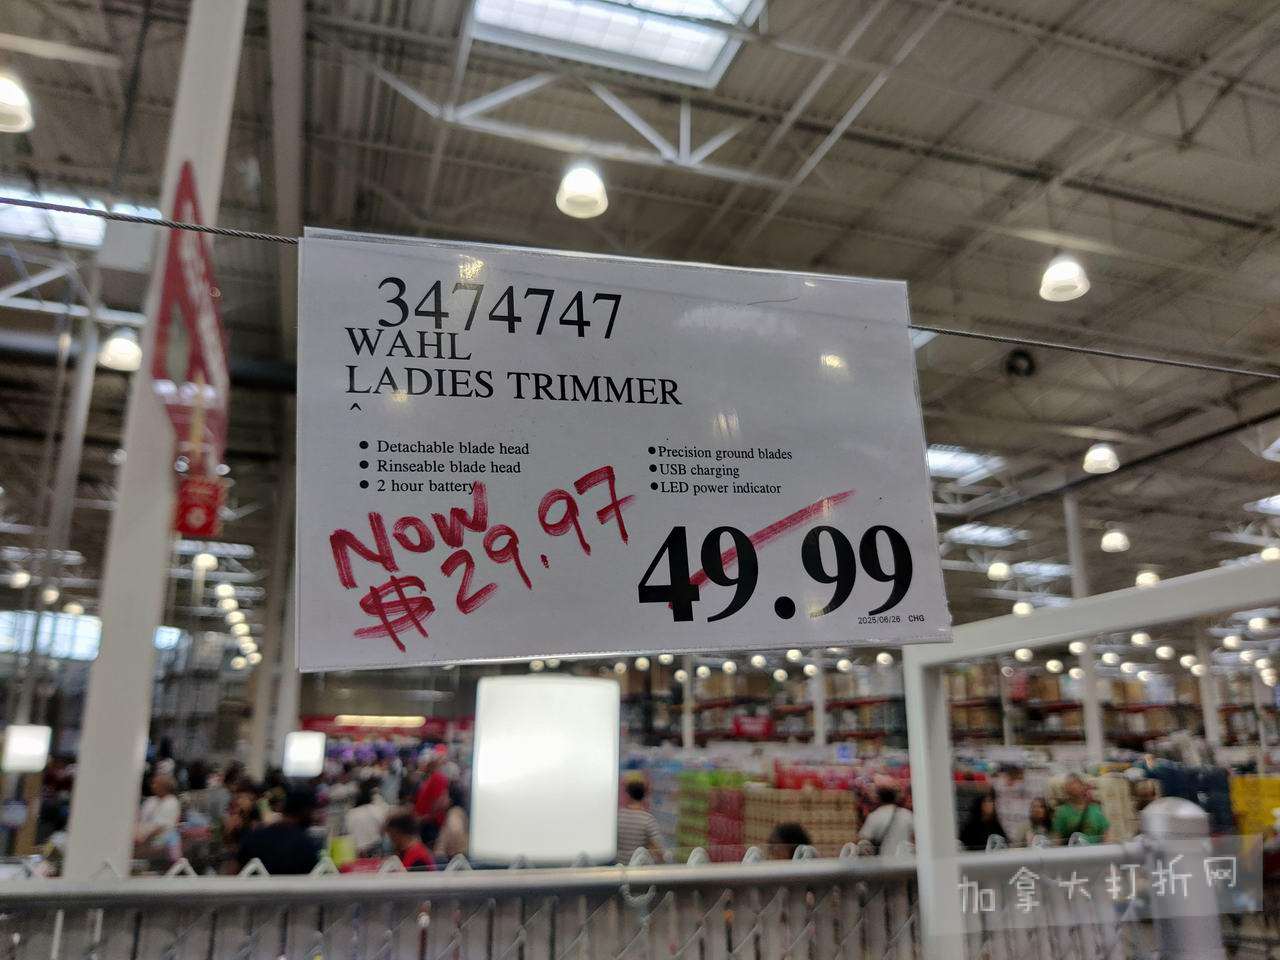 3474747
WAHL
LADIES TRIMMER
^
● Detachable blade head
● Rinseable blade head
● 2 hour battery
● Precision ground blades
● USB charging
● LED power indicator
NOW
$29.97
49.99
2025/06/26 CHG
加拿大打折网